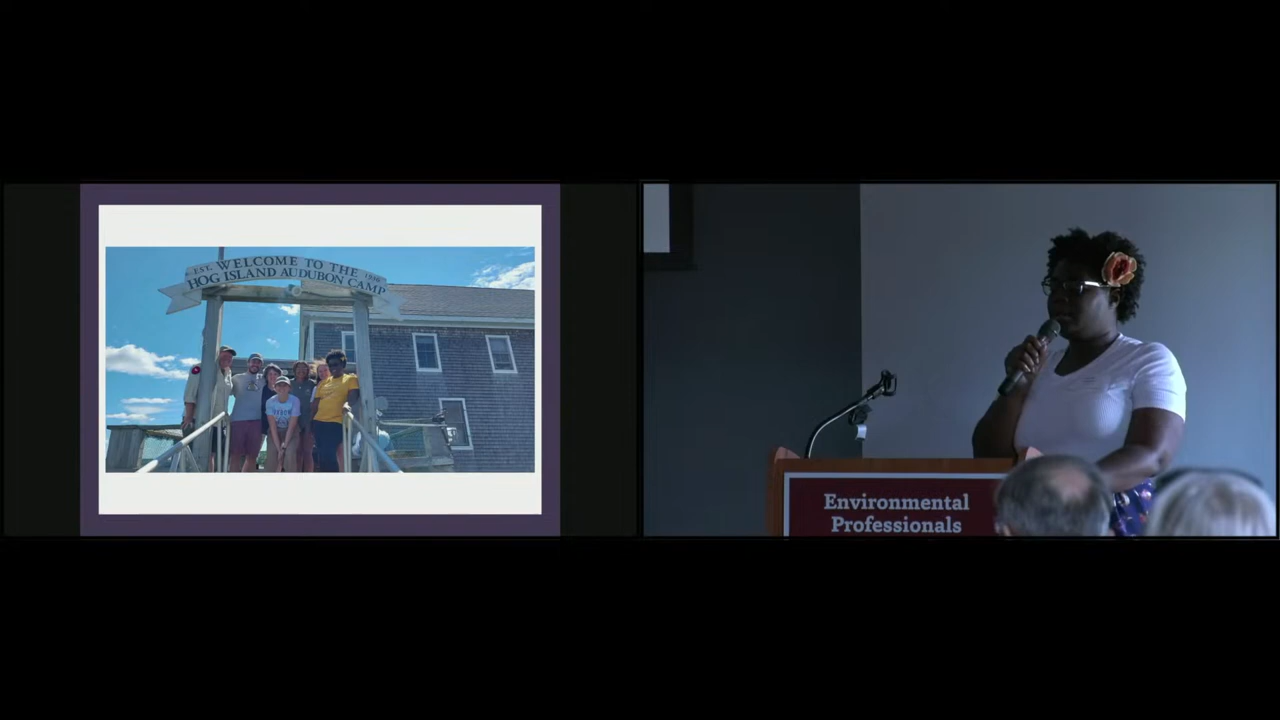 EST. WELCOME TO THE 1936
HOG ISLAND AUDUBON CAMP
Environmental
Professionals